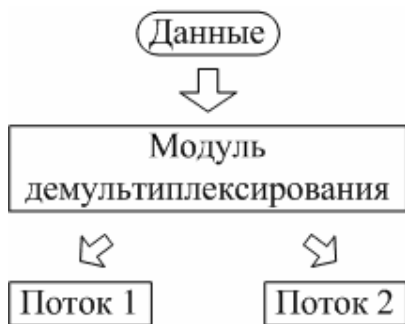 Данные
Модуль
демультиплексирования
Поток 1
Поток 2